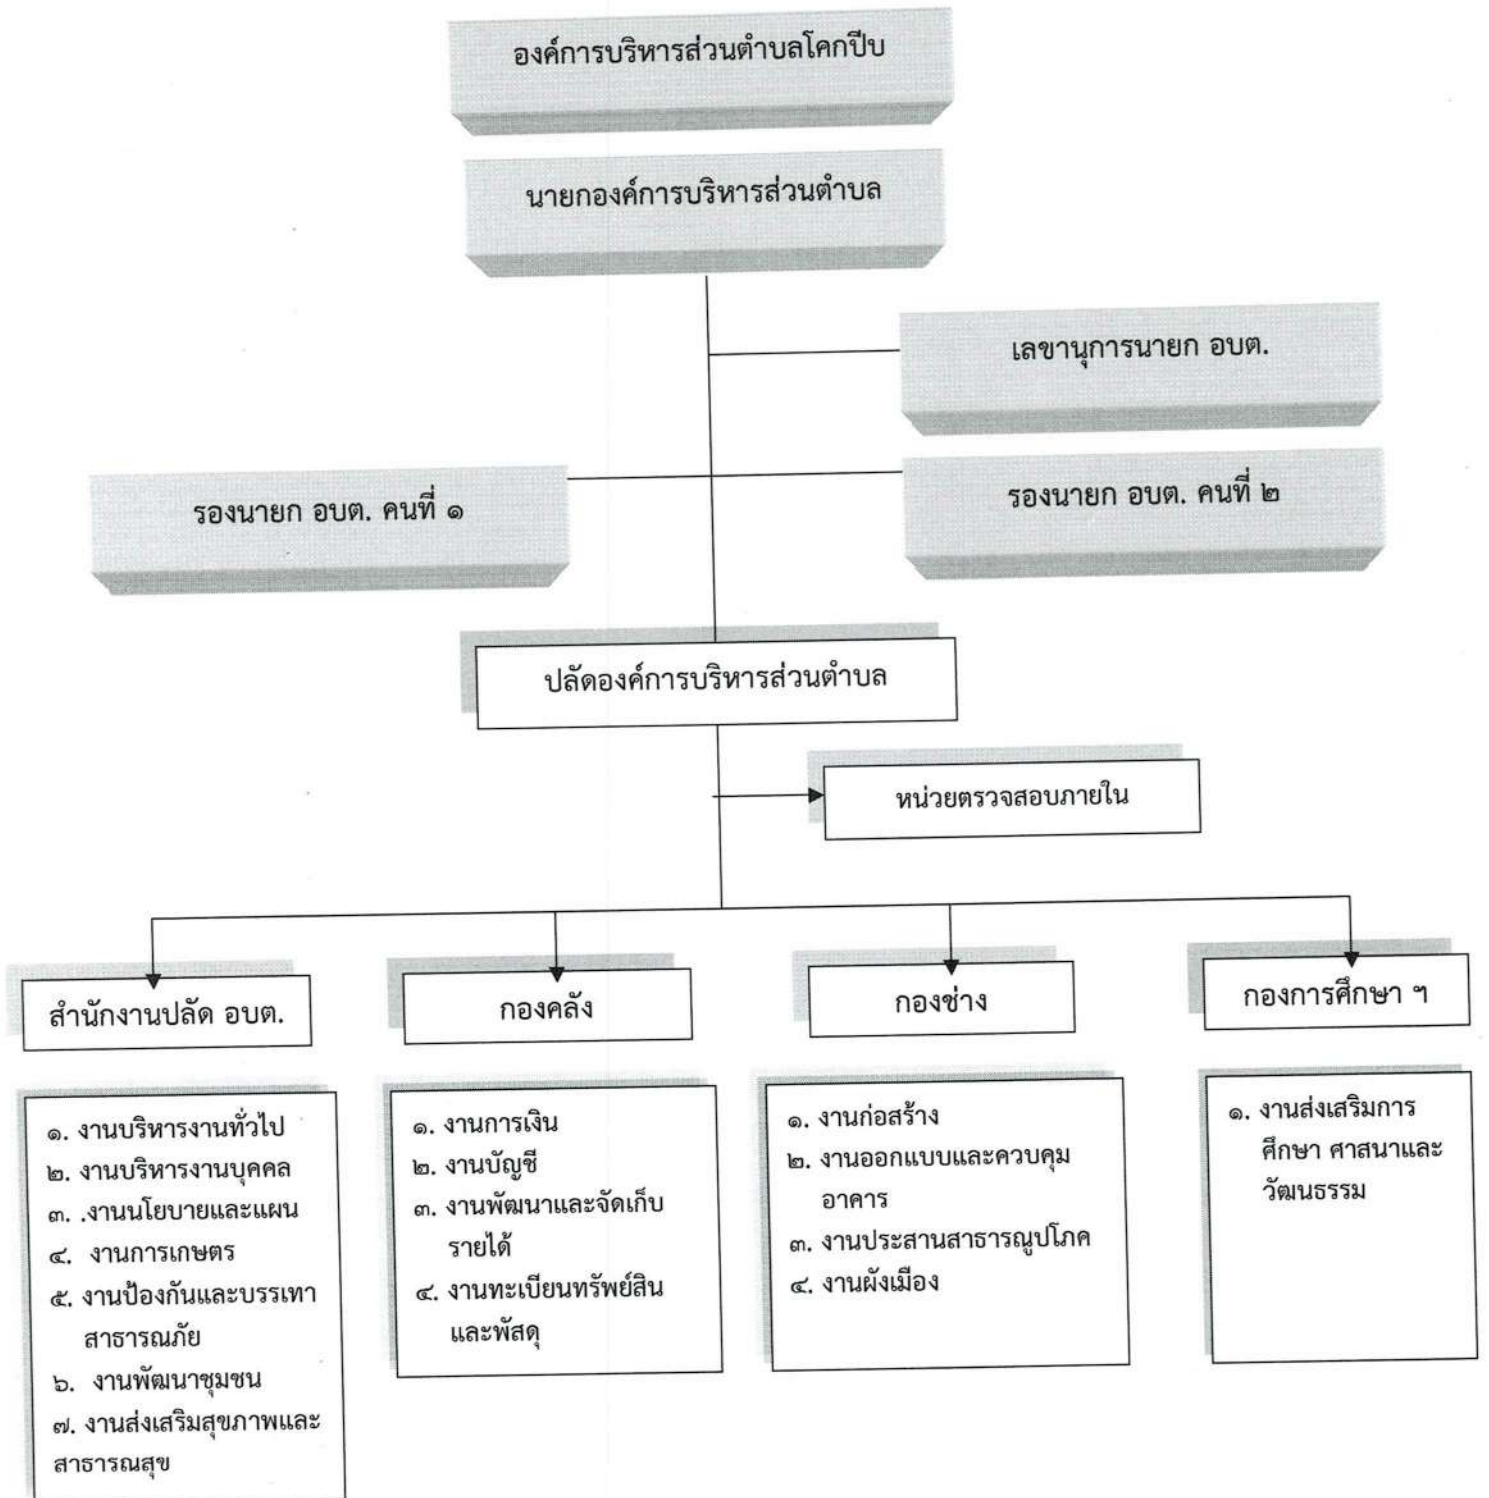 องค์การบริหารส่วนตำบลโคกปีบ
นายกองค์การบริหารส่วนตำบล
เลขานุการนายก อบต.
รองนายก อบต. คนที่ ๑
รองนายก อบต. คนที่ ๒
ปลัดองค์การบริหารส่วนตำบล
หน่วยตรวจสอบภายใน
สำนักงานปลัด อบต.
๑. งานบริหารงานทั่วไป
๒. งานบริหารงานบุคคล
๓. .งานนโยบายและแผน
๔. งานการเกษตร
๕. งานป้องกันและบรรเทา
สาธารณภัย
๖. งานพัฒนาชุมชน
๗. งานส่งเสริมสุขภาพและ
สาธารณสุข
กองคลัง
๑. งานการเงิน
๒. งานบัญชี
๓. งานพัฒนาและจัดเก็บ
รายได้
๔. งานทะเบียนทรัพย์สิน
และพัสดุ
กองช่าง
๑. งานก่อสร้าง
๒. งานออกแบบและควบคุม
อาคาร
๓. งานประสานสาธารณูปโภค
๔. งานผังเมือง
กองการศึกษา ฯ
๑. งานส่งเสริมการ
ศึกษา ศาสนาและ
วัฒนธรรม